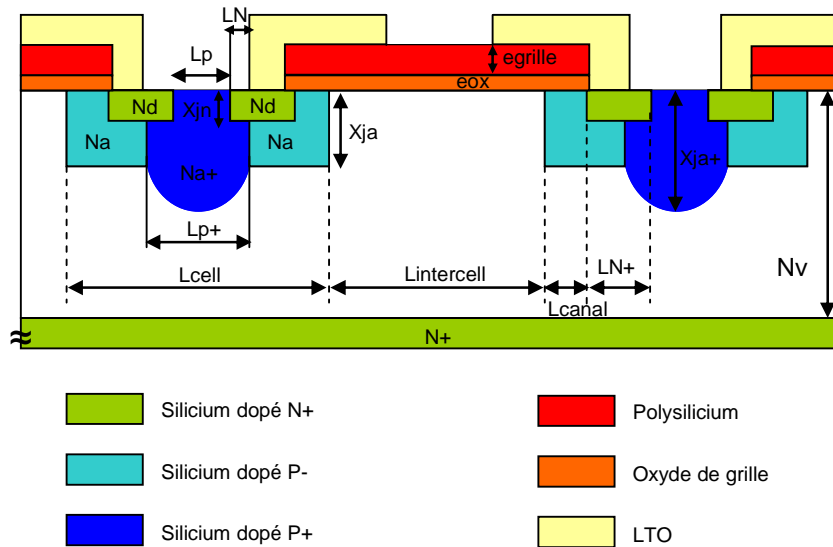 LN
Lp
egrille
eox
Nd
Xjn
Nd
Na
Na
Xja
Na+
Xja+
Lp+
Nv
Lcell
Lintercell
LN+
Lcanal
≈
N+
Silicium dopé N+
Polysilicium
Silicium dopé P-
Oxyde de grille
Silicium dopé P+
LTO